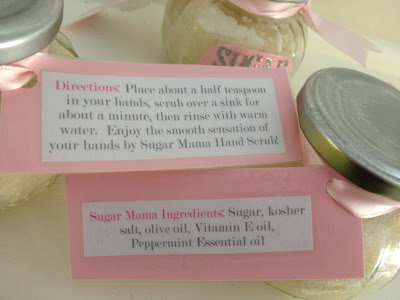 SUGAR
Directions: Place about a half teaspoon
in your hands, scrub over a sink for
about a minute, then rinse with warm
water. Enjoy the smooth sensation of
your hands by Sugar Mama Hand Scrub!
Sugar Mama Ingredients: Sugar, kosher
salt, olive oil, Vitamin E oil,
Peppermint Essential oil